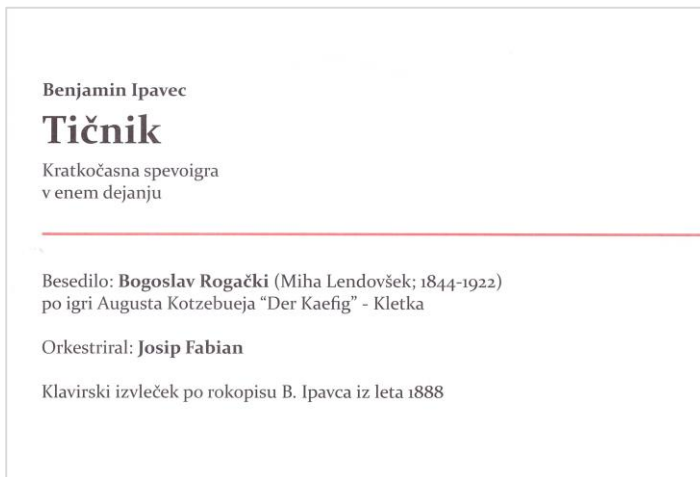 Benjamin Ipavec
Tičnik
Kratkočasna spevoigra
v enem dejanju
Besedilo: Bogoslav Rogački (Miha Lendovšek; 1844-1922)
po igri Augusta Kotzebueja “Der Kaefig” - Kletka
Orkestriral: Josip Fabian
Klavirski izvleček po rokopisu B. Ipavca iz leta 1888